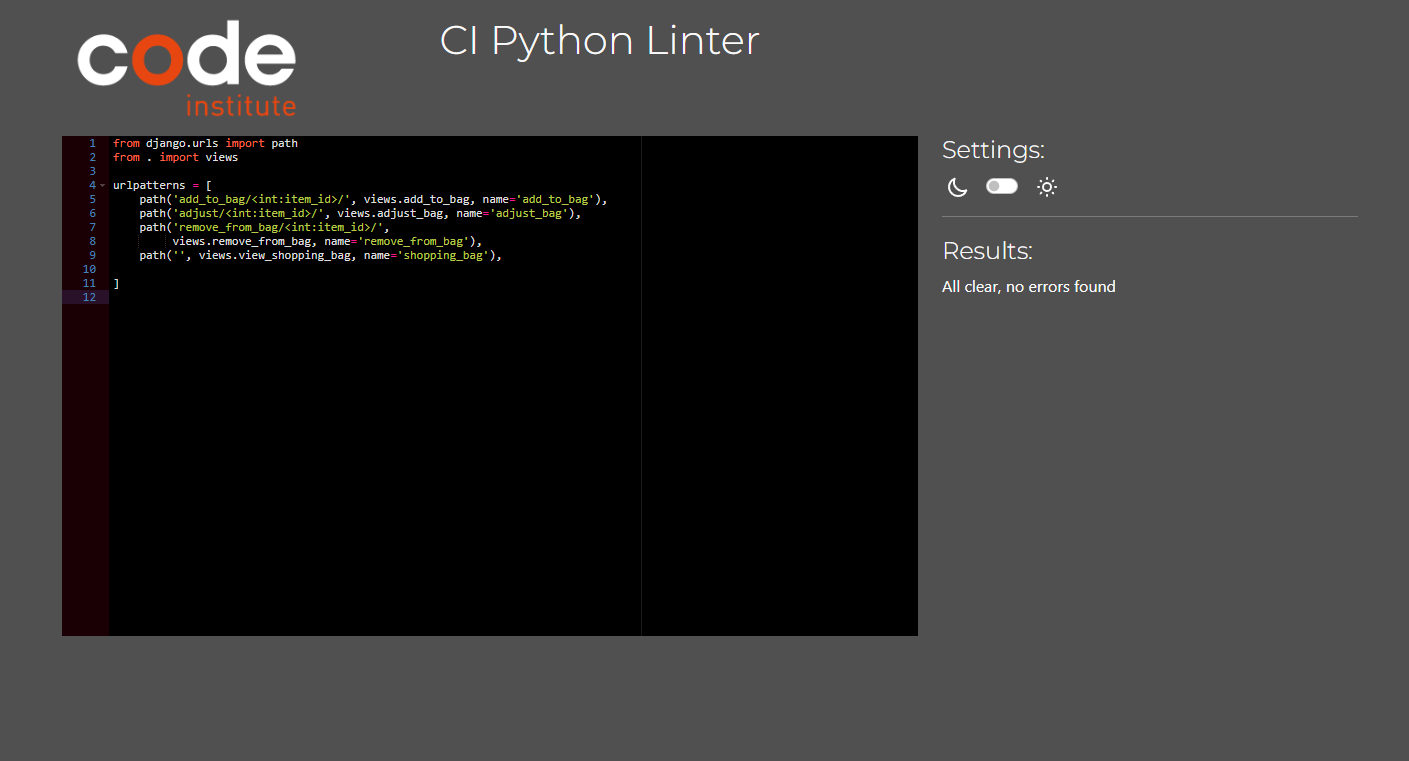 code
institute
CI Python Linter
1 from django.urls import path
2 from . import views
3
4 urlpatterns = [
5     path('add_to_bag/<int:item_id>/', views.add_to_bag, name='add_to_bag'),
6     path('adjust/<int:item_id>/', views.adjust_bag, name='adjust_bag'),
7     path('remove_from_bag/<int:item_id>/',
8          views.remove_from_bag, name='remove_from_bag'),
9     path('', views.view_shopping_bag, name='shopping_bag'),
10
11 ]
12
Settings:
Results:
All clear, no errors found